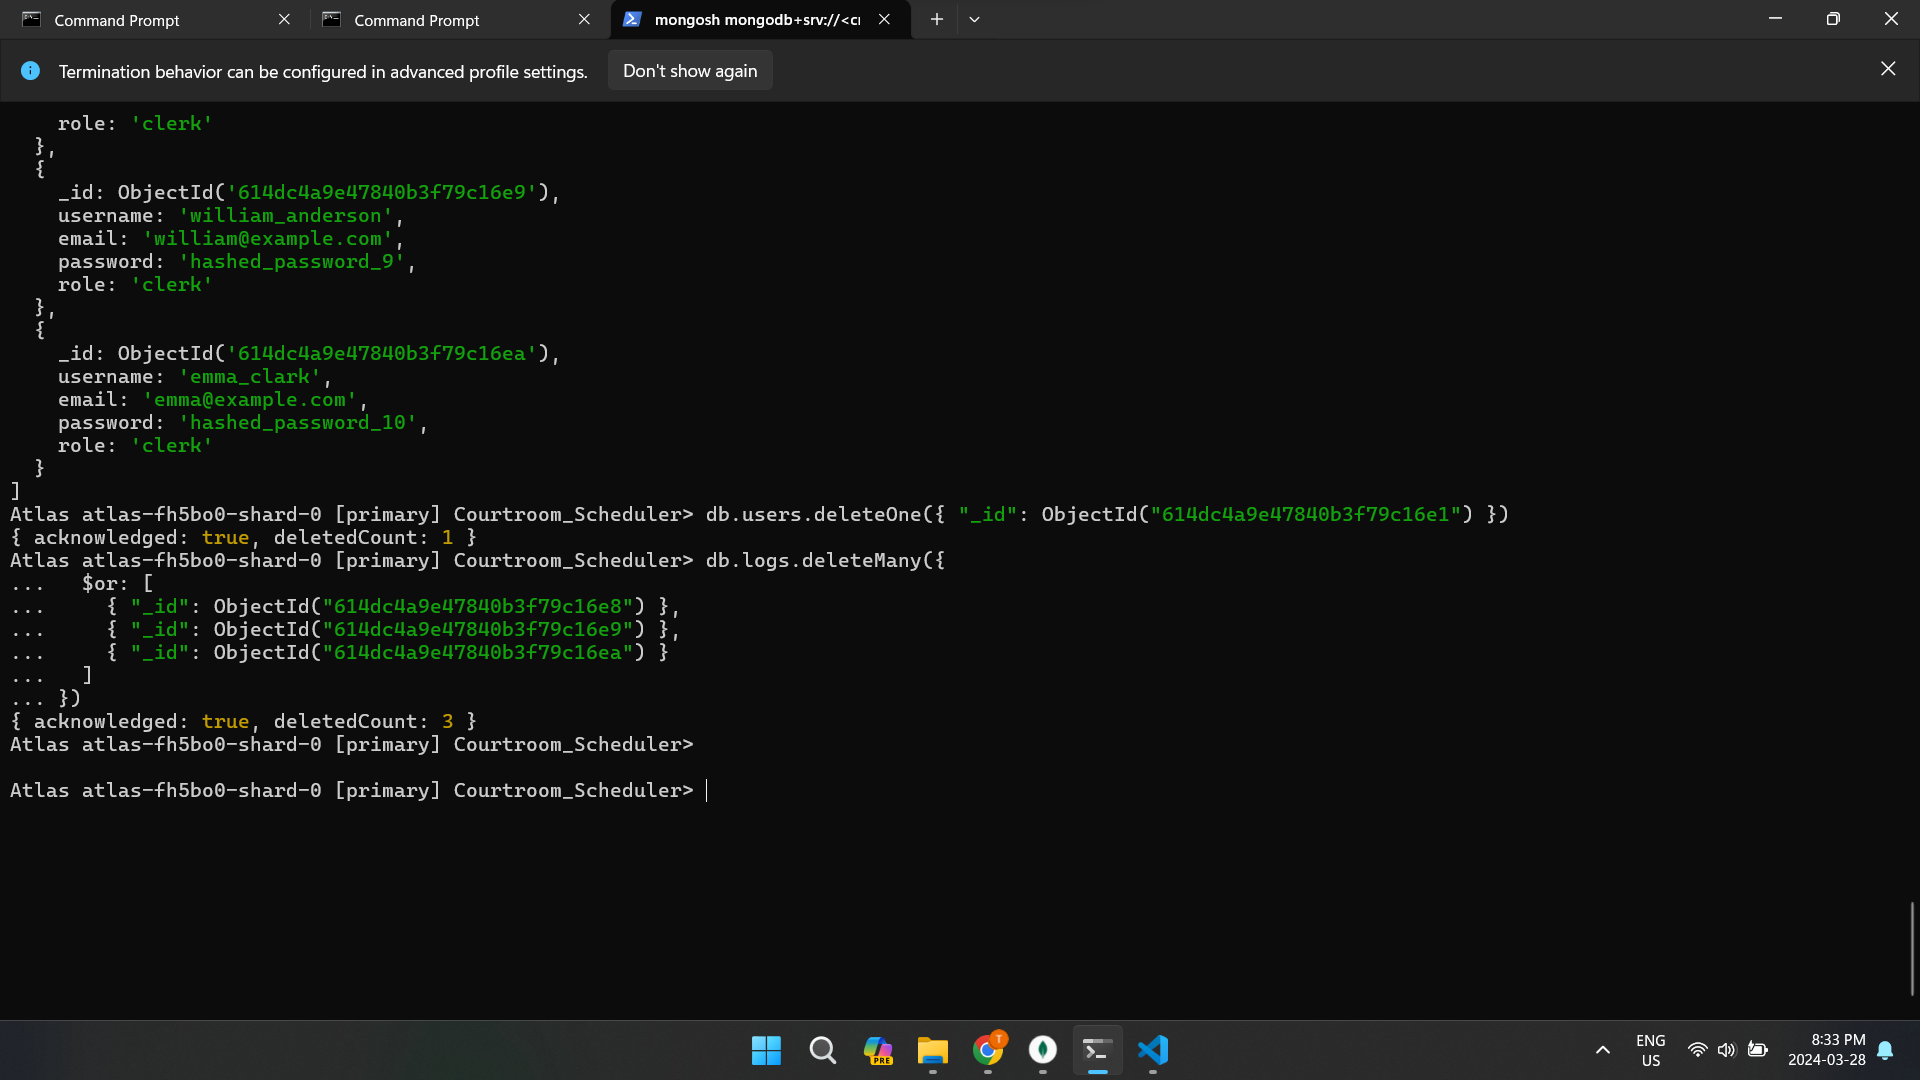 Command Prompt
Command Prompt
mongosh mongodb+srv://<cr
Termination behavior can be configured in advanced profile settings.
Don't show again
    role: 'clerk'
  },
  {
    _id: ObjectId('614dc4a9e47840b3f79c16e9'),
    username: 'william_anderson',
    email: 'william@example.com',
    password: 'hashed_password_9',
    role: 'clerk'
  },
  {
    _id: ObjectId('614dc4a9e47840b3f79c16ea'),
    username: 'emma_clark',
    email: 'emma@example.com',
    password: 'hashed_password_10',
    role: 'clerk'
  }
]
Atlas atlas-fh5bo0-shard-0 [primary] Courtroom_Scheduler> db.users.deleteOne({ "_id": ObjectId("614dc4a9e47840b3f79c16e1") })
{ acknowledged: true, deletedCount: 1 }
Atlas atlas-fh5bo0-shard-0 [primary] Courtroom_Scheduler> db.logs.deleteMany({
...   $or: [
...     { "_id": ObjectId("614dc4a9e47840b3f79c16e8") },
...     { "_id": ObjectId("614dc4a9e47840b3f79c16e9") },
...     { "_id": ObjectId("614dc4a9e47840b3f79c16ea") }
...   ]
... })
{ acknowledged: true, deletedCount: 3 }
Atlas atlas-fh5bo0-shard-0 [primary] Courtroom_Scheduler>
Atlas atlas-fh5bo0-shard-0 [primary] Courtroom_Scheduler>
PRE
T
ENG
US
8:33 PM
2024-03-28